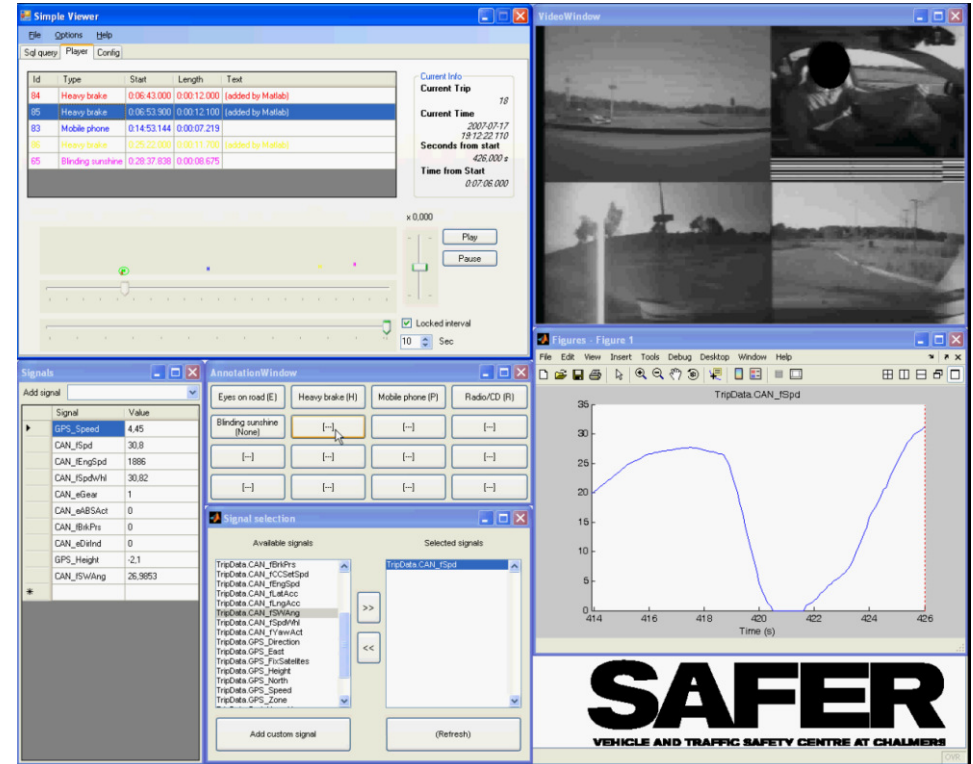 Simple Viewer
File Options Help
Sql query Player Config
Id Type Start Length Text
84 Heavy brake 0:06:43.000 0:00:12.000 (added by Matlab)
85 Heavy brake 0:06:53.900 0:00:12.100 (added by Matlab)
83 Mobile phone 0:14:53.144 0:00:07.219
86 Heavy brake 0:25:22.800 0:00:11.700 (added by Matlab)
65 Blinding sunshine 0:28:37.838 0:00:08.675
Current Info
Current Trip
18
Current Time
2007-07-17
19:12:22.110
Seconds from start
426,000 s
Time from Start
0:07:06.000
x 0,000
Play
Pause
Locked interval
10 Sec
VideoWindow
Signals
Add signal
Signal Value
GPS_Speed 4,45
CAN_fSpd 30,8
CAN_fEngSpd 1886
CAN_fSpdWhl 30,82
CAN_eGear 1
CAN_eABSAct 0
CAN_fBrkPrs 0
CAN_eDirInd 0
GPS_Height -2,1
CAN_fSWAng 26,9853
AnnotationWindow
Eyes on road (E) Heavy brake (H) Mobile phone (P) Radio/CD (R)
Blinding sunshine (None) [---] [---] [---]
[---] [---] [---] [---]
[---] [---] [---] [---]
Signal selection
Available signals Selected signals
TripData.CAN_fBrkPrs
TripData.CAN_fCCSetSpd
TripData.CAN_fEngSpd
TripData.CAN_fLatAcc
TripData.CAN_fLngAcc
TripData.CAN_fSWAng
TripData.CAN_fSpdWhl
TripData.CAN_fYawAct
TripData.GPS_Direction
TripData.GPS_East
TripData.GPS_FixSatelites
TripData.GPS_Height
TripData.GPS_North
TripData.GPS_Speed
TripData.GPS_Zone
>>
<<
TripData.CAN_fSpd
Add custom signal (Refresh)
Figures - Figure 1
File Edit View Insert Tools Debug Desktop Window Help
TripData.CAN_fSpd
35
30
25
20
15
10
5
0
414 416 418 420 422 424 426
Time (s)
SAFER
VEHICLE AND TRAFFIC SAFETY CENTRE AT CHALMERS
OVR